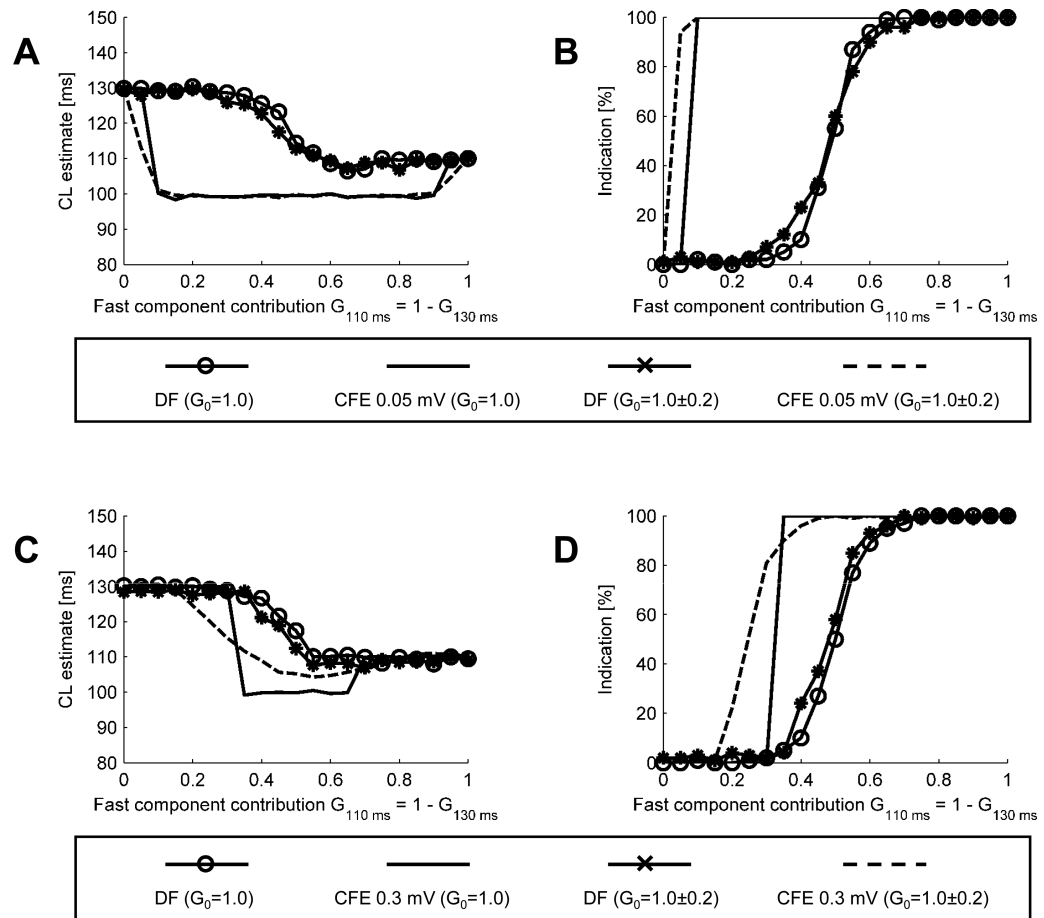 A
150
140
130
120
110
100
90
80
CL estimate [ms]
0 0.2 0.4 0.6 0.8 1
Fast component contribution G110 ms = 1 - G130 ms
B
100
80
60
40
20
0
Indication [%]
0 0.2 0.4 0.6 0.8 1
Fast component contribution G110 ms = 1 - G130 ms
DF (G0=1.0) CFE 0.05 mV (G0=1.0) DF (G0=1.0±0.2) CFE 0.05 mV (G0=1.0±0.2)
C
150
140
130
120
110
100
90
80
CL estimate [ms]
0 0.2 0.4 0.6 0.8 1
Fast component contribution G110 ms = 1 - G130 ms
D
100
80
60
40
20
0
Indication [%]
0 0.2 0.4 0.6 0.8 1
Fast component contribution G110 ms = 1 - G130 ms
DF (G0=1.0) CFE 0.3 mV (G0=1.0) DF (G0=1.0±0.2) CFE 0.3 mV (G0=1.0±0.2)